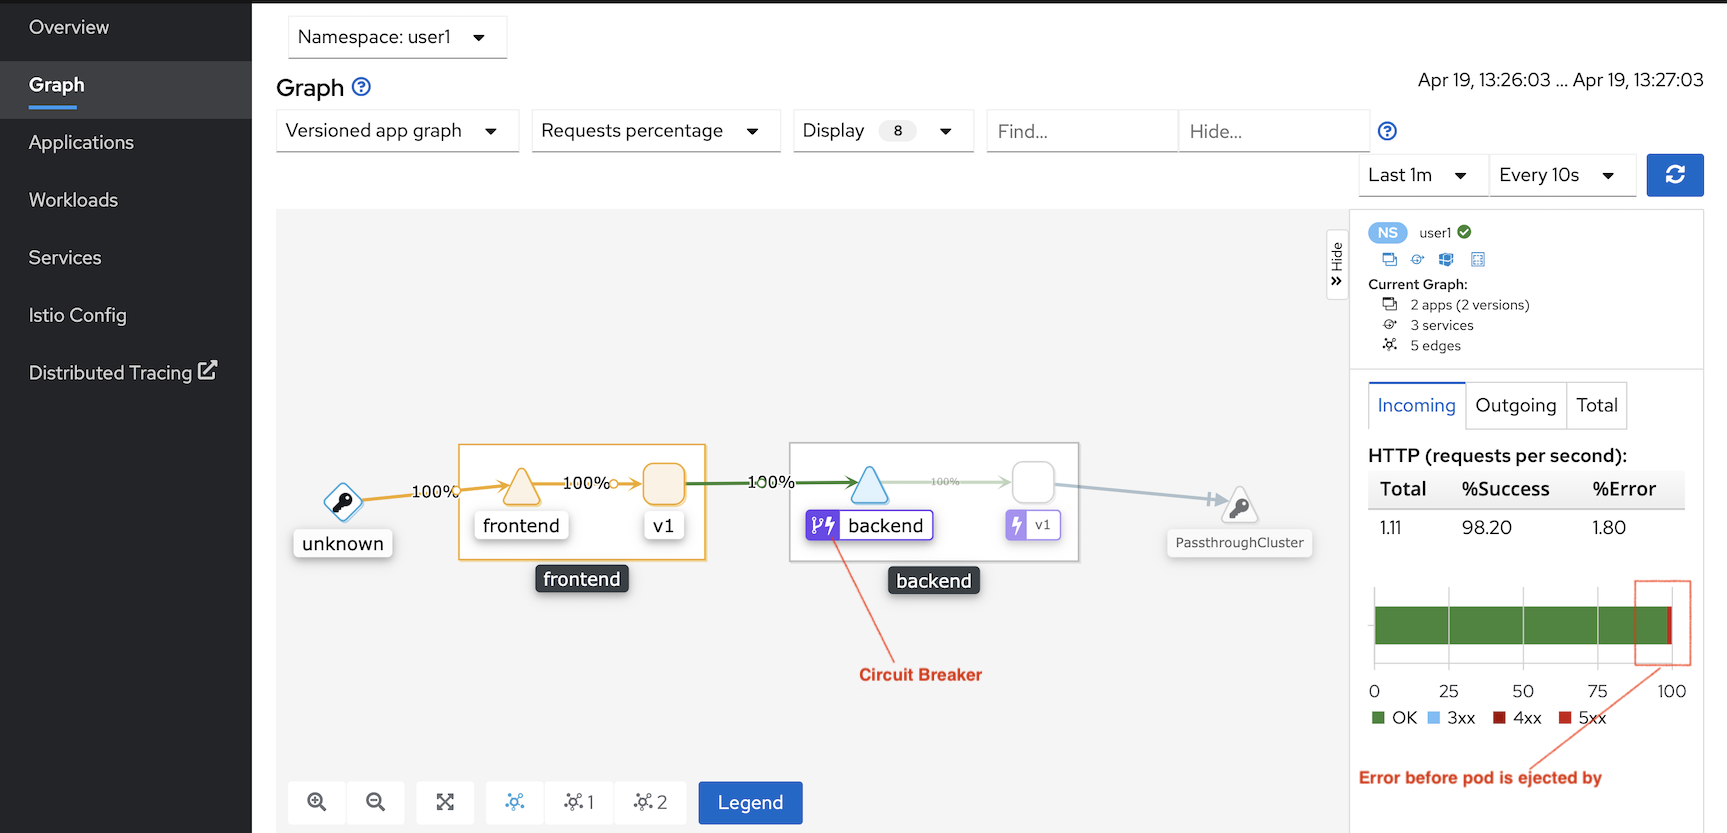 Overview
Graph
Applications
Workloads
Services
Istio Config
Distributed Tracing
Namespace: user1
Graph
Apr 19, 13:26:03 ... Apr 19, 13:27:03
Versioned app graph
Requests percentage
Display 8
Find...
Hide...
Last 1m
Every 10s
Hide
NS user1
Current Graph:
2 apps (2 versions)
3 services
5 edges
Incoming Outgoing Total
HTTP (requests per second):
Total %Success %Error
1.11 98.20 1.80
0 25 50 75 100
OK 3xx 4xx 5xx
Error before pod is ejected by
100%
100%
100%
100%
unknown
frontend
v1
frontend
backend
v1
backend
PassthroughCluster
Circuit Breaker
1
2
Legend